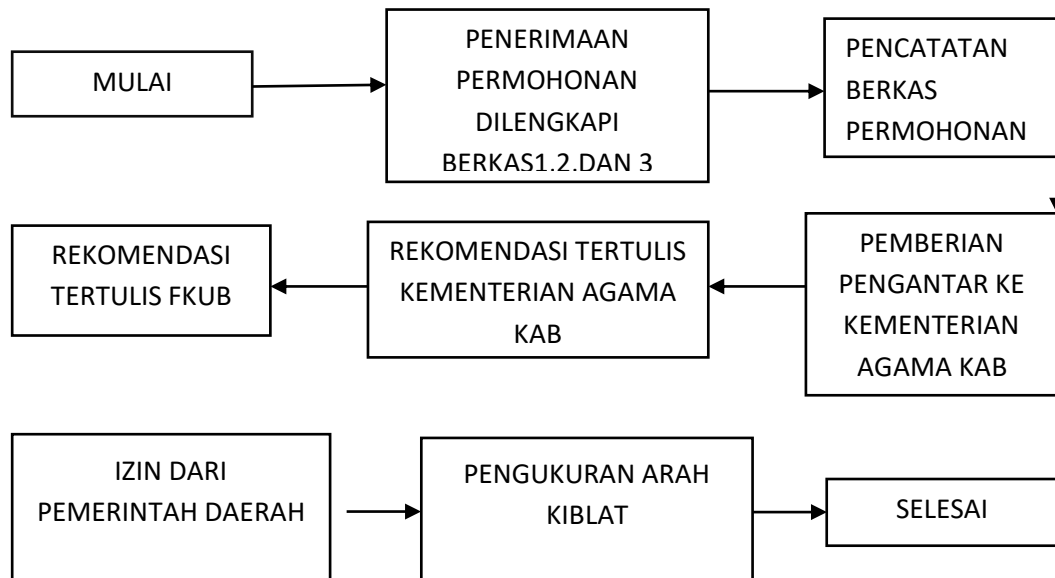 MULAI
PENERIMAAN
PERMOHONAN
DILENGKAPI
BERKAS1.2.DAN 3
PENCATATAN
BERKAS
PERMOHONAN
PEMBERIAN
PENGANTAR KE
KEMENTERIAN
AGAMA KAB
REKOMENDASI TERTULIS
KEMENTERIAN AGAMA
KAB
REKOMENDASI
TERTULIS FKUB
IZIN DARI
PEMERINTAH DAERAH
PENGUKURAN ARAH
KIBLAT
SELESAI